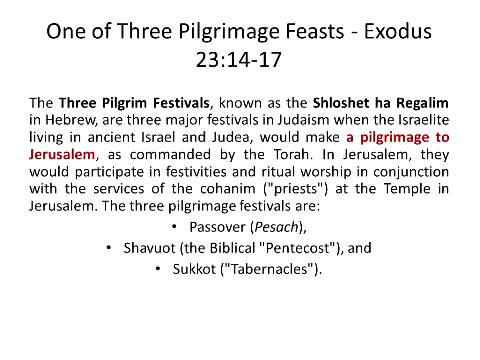 One of Three Pilgrimage Feasts - Exodus
23:14-17
The Three Pilgrim Festivals, known as the Shloshet ha Regalim
in Hebrew, are three major festivals in Judaism when the Israelite
living in ancient Israel and Judea, would make a pilgrimage to
Jerusalem, as commanded by the Torah. In Jerusalem, they
would participate in festivities and ritual worship in conjunction
with the services of the cohanim ("priests") at the Temple in
Jerusalem. The three pilgrimage festivals are:
• Passover (Pesach),
• Shavuot (the Biblical "Pentecost"), and
• Sukkot ("Tabernacles").